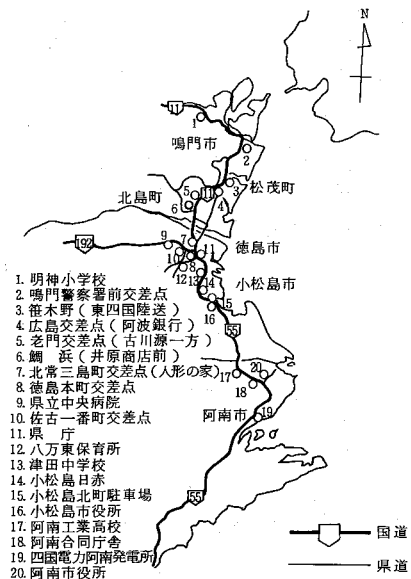 N
11
1
鳴門市
2
3
松茂町
11
4
北島町
5
6
192
9
7
徳島市
10
8
11
12
13
14
小松島市
15
16
55
17
20
18
阿南市
19
55
1. 明神小学校
2. 鳴門警察署前交差点
3. 笹木野(東四国陸送)
4. 広島交差点(阿波銀行)
5. 老門交差点(古川源一方)
6. 鯛 浜(井原商店前)
7. 北常三島町交差点(人形の家)
8. 徳島本町交差点
9. 県立中央病院
10. 佐古一番町交差点
11. 県 庁
12. 八万東保育所
13. 津田中学校
14. 小松島日赤
15. 小松島北町駐車場
16. 小松島市役所
17. 阿南工業高校
18. 阿南合同庁舎
19. 四国電力阿南発電所
20. 阿南市役所
国道
県道